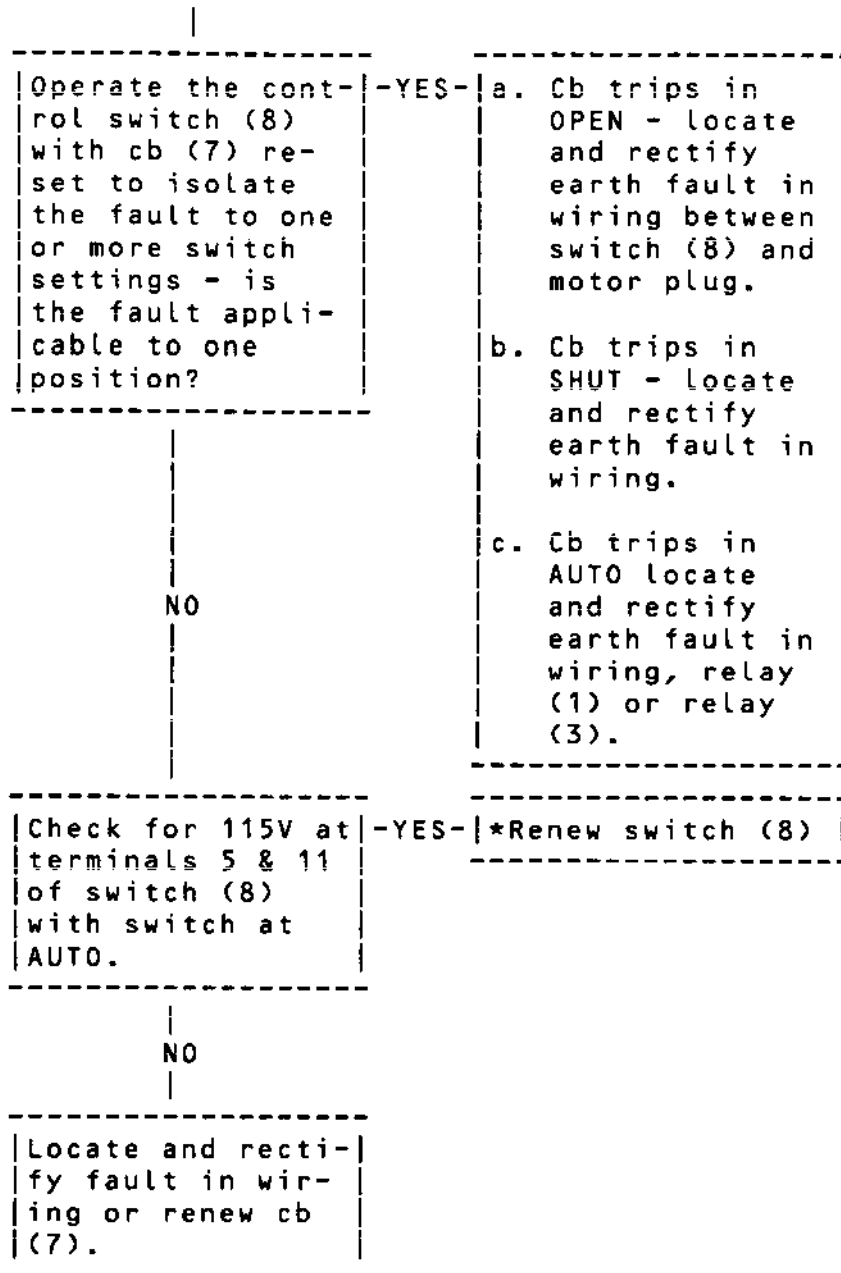 Operate the cont-
rol switch (8)
with cb (7) re-
set to isolate
the fault to one
or more switch
settings - is
the fault appli-
cable to one
position?
-YES-
a. Cb trips in
OPEN - locate
and rectify
earth fault in
wiring between
switch (8) and
motor plug.
b. Cb trips in
SHUT - locate
and rectify
earth fault in
wiring.
c. Cb trips in
AUTO locate
and rectify
earth fault in
wiring, relay
(1) or relay
(3).
NO
Check for 115V at
terminals 5 & 11
of switch (8)
with switch at
AUTO.
-YES-
*Renew switch (8)
NO
Locate and recti-
fy fault in wir-
ing or renew cb
(7).